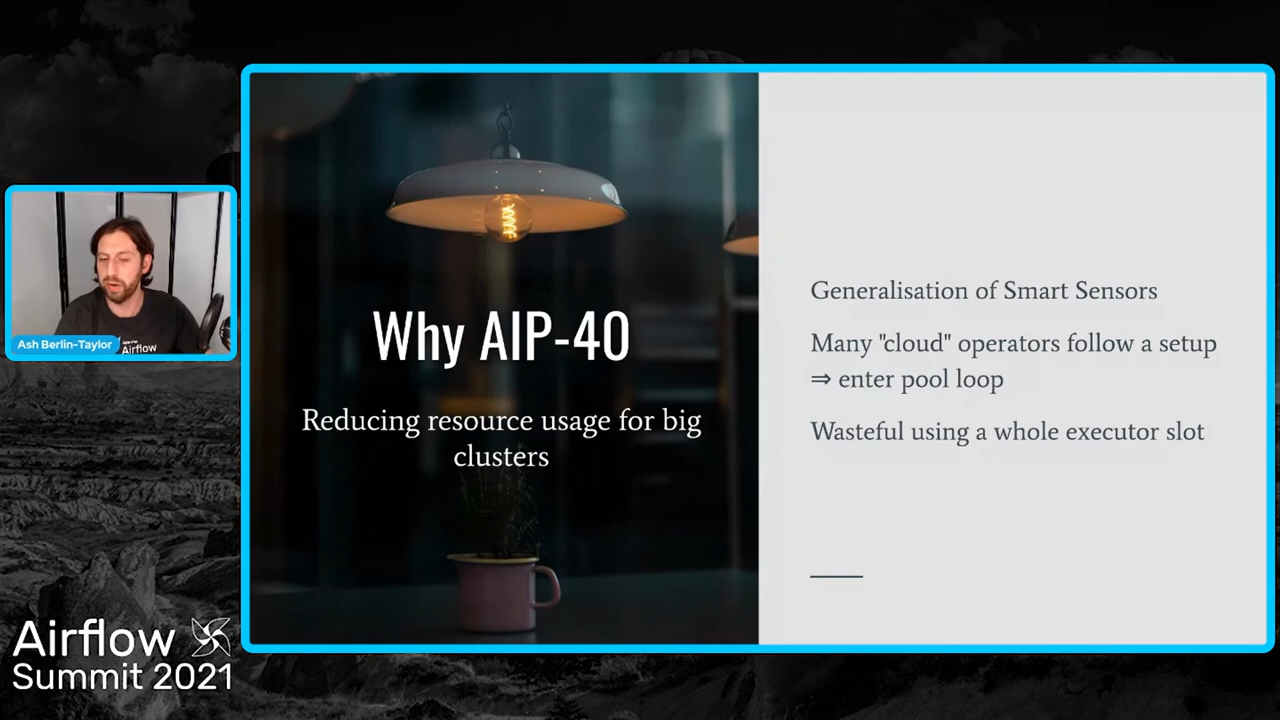 Why AIP-40
Reducing resource usage for big
clusters
Generalisation of Smart Sensors
Many "cloud" operators follow a setup
⇒ enter pool loop
Wasteful using a whole executor slot
Ash Berlin-Taylor
Airflow
Airflow
Summit 2021